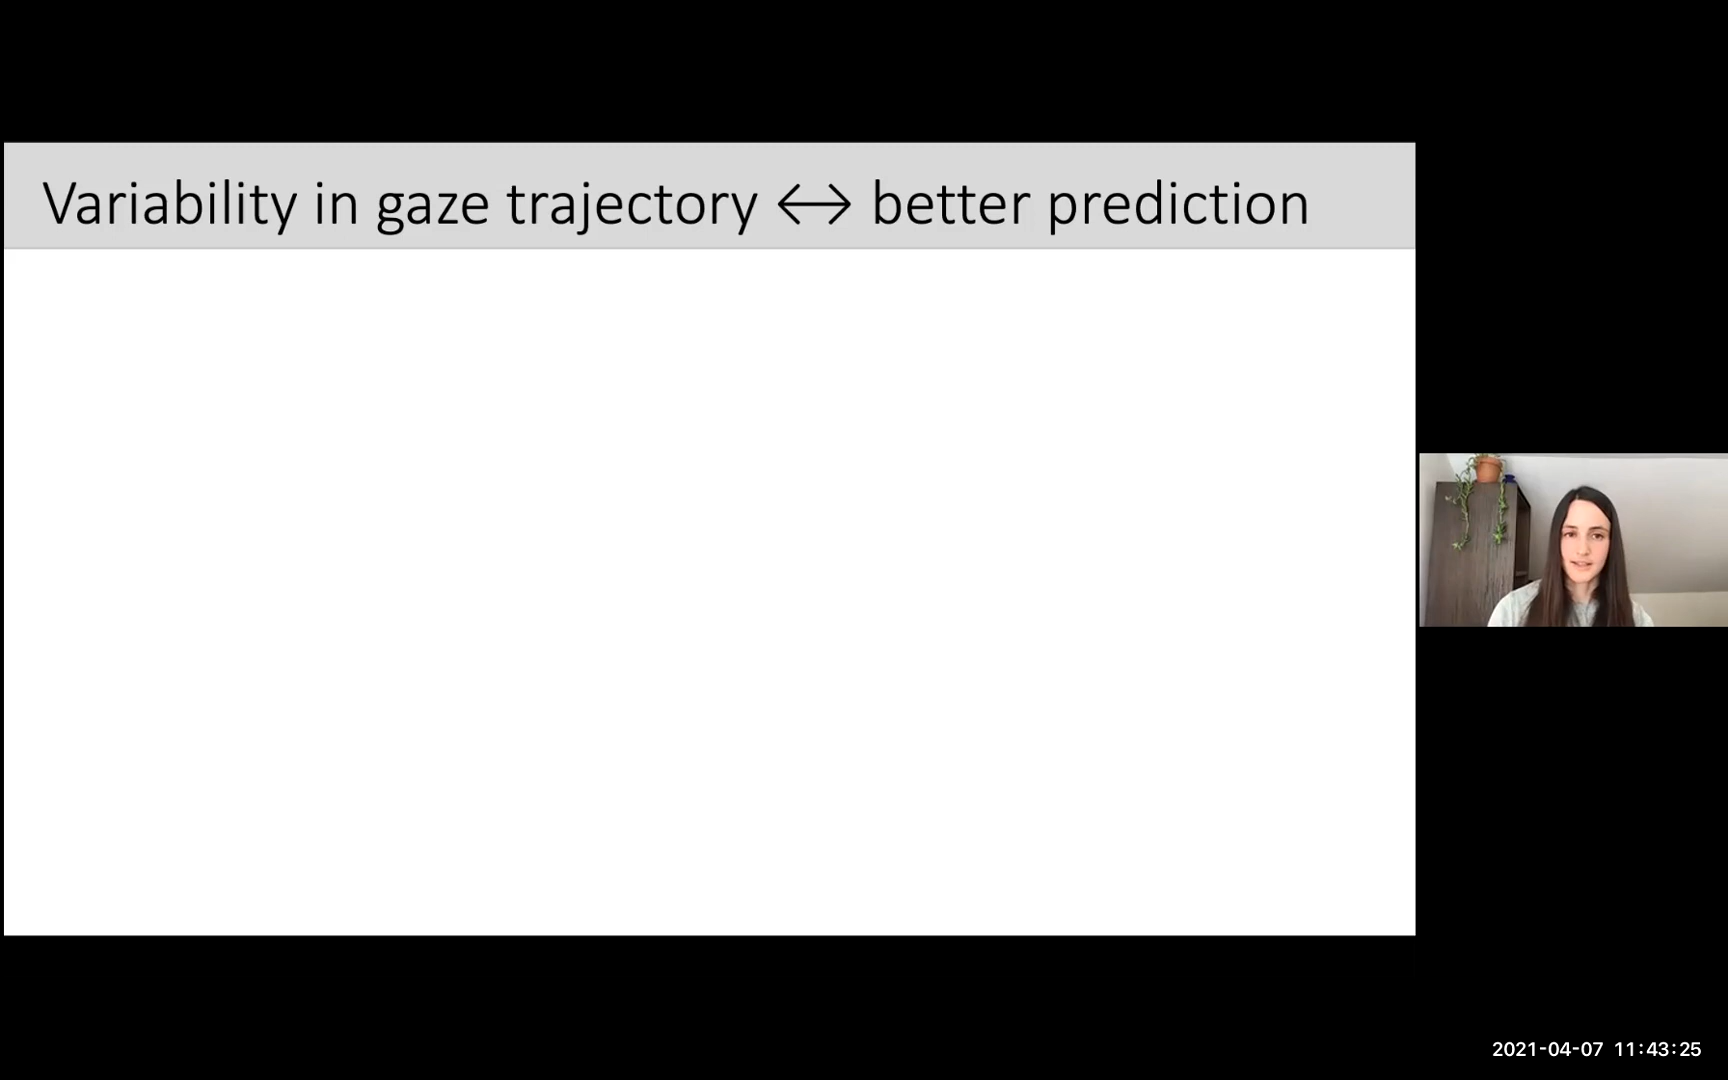 Variability in gaze trajectory ↔ better prediction
2021-04-07 11:43:25